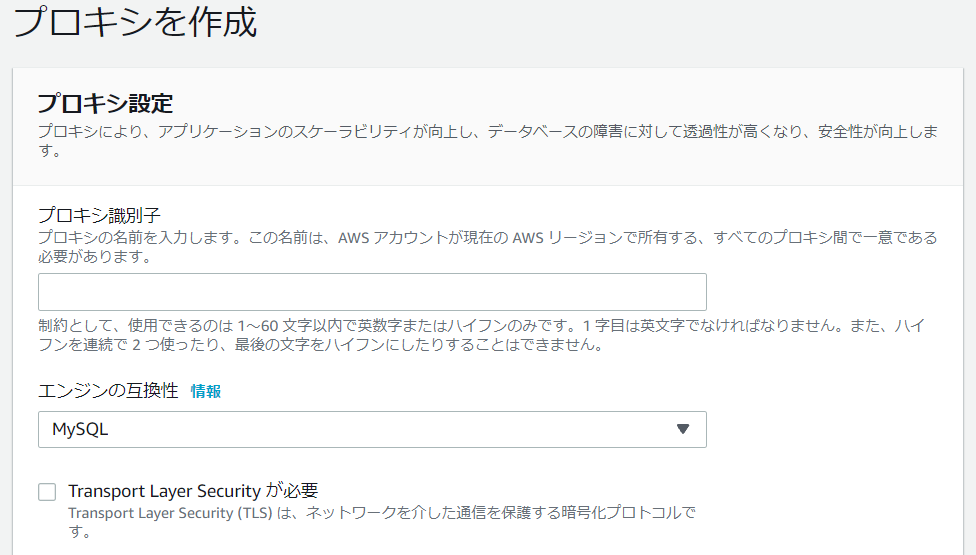 プロキシを作成
プロキシ設定
プロキシにより、アプリケーションのスケーラビリティが向上し、データベースの障害に対して透過性が高くなり、安全性が向上しま
す。
プロキシ識別子
プロキシの名前を入力します。この名前は、AWS アカウントが現在の AWS リージョンで所有する、すべてのプロキシ間で一意である
必要があります。
制約として、使用できるのは 1～60 文字以内で英数字またはハイフンのみです。1 字目は英文字でなければなりません。また、ハイ
フンを連続で 2 つ使ったり、最後の文字をハイフンにしたりすることはできません。
エンジンの互換性 情報
MySQL
Transport Layer Security が必要
Transport Layer Security (TLS) は、ネットワークを介した通信を保護する暗号化プロトコルで
す。